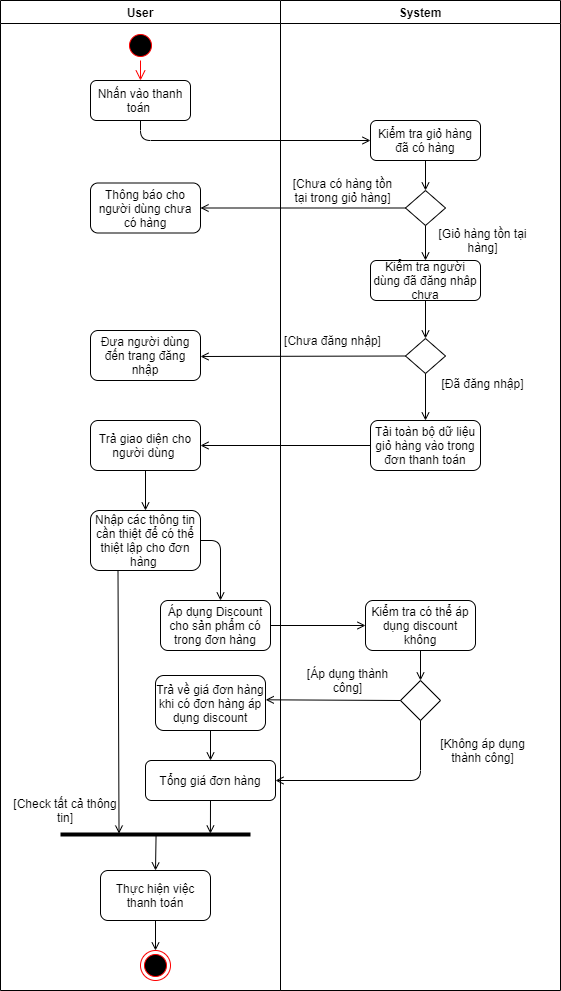 User
System
Nhấn vào thanh
toán
Kiểm tra giỏ hàng
đã có hàng
[Chưa có hàng tồn
tại trong giỏ hàng]
Thông báo cho
người dùng chưa
có hàng
[Giỏ hàng tồn tại
hàng]
Kiểm tra người
dùng đã đăng nhâp
chưa
[Chưa đăng nhập]
Đưa người dùng
đến trang đăng
nhập
[Đã đăng nhập]
Tải toàn bộ dữ liệu
giỏ hàng vào trong
đơn thanh toán
Trả giao diện cho
người dùng
Nhập các thông tin
cần thiết để có thể
thiệt lập cho đơn
hàng
Áp dụng Discount
cho sản phẩm có
trong đơn hàng
Kiểm tra có thể áp
dụng discount
không
[Áp dụng thành
công]
Trả về giá đơn hàng
khi có đơn hàng áp
dụng discount
[Không áp dụng
thành công]
Tổng giá đơn hàng
[Check tất cả thông
tin]
Thực hiện việc
thanh toán